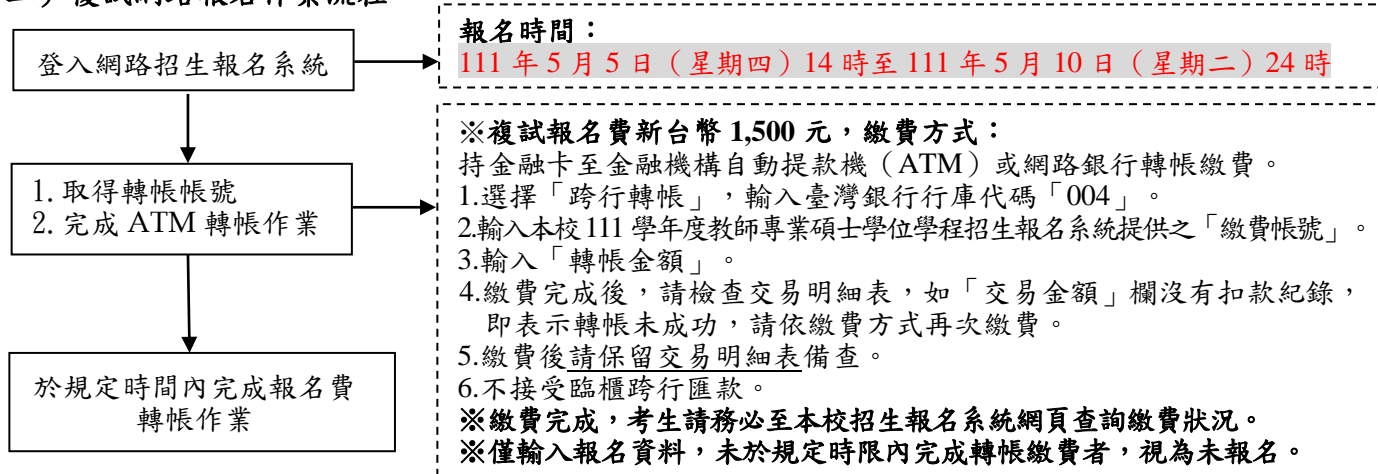 登入網路招生報名系統
報名時間：
111 年 5 月 5 日（星期四）14 時至 111 年 5 月 10 日（星期二）24 時
1. 取得轉帳帳號
2. 完成 ATM 轉帳作業
※複試報名費新台幣 1,500 元，繳費方式：
持金融卡至金融機構自動提款機（ATM）或網路銀行轉帳繳費。
1.選擇「跨行轉帳」，輸入臺灣銀行行庫代碼「004」。
2.輸入本校 111 學年度教師專業碩士學位學程招生報名系統提供之「繳費帳號」。
3.輸入「轉帳金額」。
4.繳費完成後，請檢查交易明細表，如「交易金額」欄沒有扣款紀錄，
即表示轉帳未成功，請依繳費方式再次繳費。
5.繳費後請保留交易明細表備查。
6.不接受臨櫃跨行匯款。
※繳費完成，考生請務必至本校招生報名系統網頁查詢繳費狀況。
※僅輸入報名資料，未於規定時限內完成轉帳繳費者，視為未報名。
於規定時間內完成報名費
轉帳作業